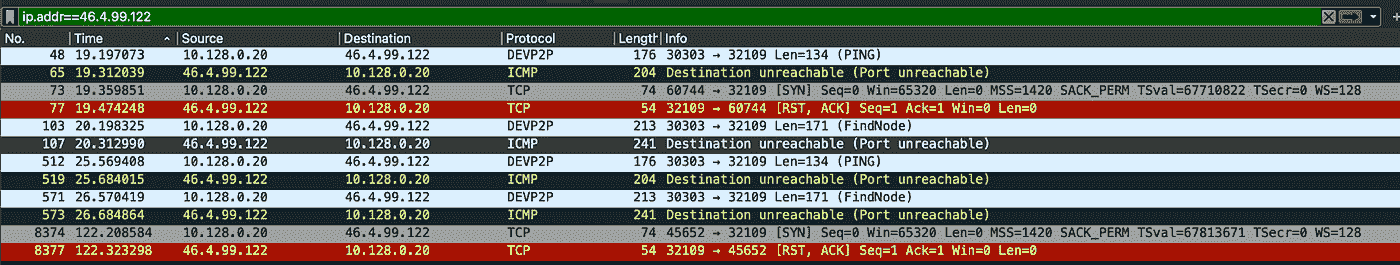 ip.addr==46.4.99.122
No. Time Source Destination Protocol Length Info
48 19.197073 10.128.0.20 46.4.99.122 DEVP2P 176 30303 → 32109 Len=134 (PING)
65 19.312039 46.4.99.122 10.128.0.20 ICMP 204 Destination unreachable (Port unreachable)
73 19.359851 10.128.0.20 46.4.99.122 TCP 74 60744 → 32109 [SYN] Seq=0 Win=65320 Len=0 MSS=1420 SACK_PERM TSval=67710822 TSecr=0 WS=128
77 19.474248 46.4.99.122 10.128.0.20 TCP 54 32109 → 60744 [RST, ACK] Seq=1 Ack=1 Win=0 Len=0
103 20.198325 10.128.0.20 46.4.99.122 DEVP2P 213 30303 → 32109 Len=171 (FindNode)
107 20.312990 46.4.99.122 10.128.0.20 ICMP 241 Destination unreachable (Port unreachable)
512 25.569408 10.128.0.20 46.4.99.122 DEVP2P 176 30303 → 32109 Len=134 (PING)
519 25.684015 46.4.99.122 10.128.0.20 ICMP 204 Destination unreachable (Port unreachable)
571 26.570419 10.128.0.20 46.4.99.122 DEVP2P 213 30303 → 32109 Len=171 (FindNode)
573 26.684864 46.4.99.122 10.128.0.20 ICMP 241 Destination unreachable (Port unreachable)
8374 122.208584 10.128.0.20 46.4.99.122 TCP 74 45652 → 32109 [SYN] Seq=0 Win=65320 Len=0 MSS=1420 SACK_PERM TSval=67813671 TSecr=0 WS=128
8377 122.323298 46.4.99.122 10.128.0.20 TCP 54 32109 → 45652 [RST, ACK] Seq=1 Ack=1 Win=0 Len=0